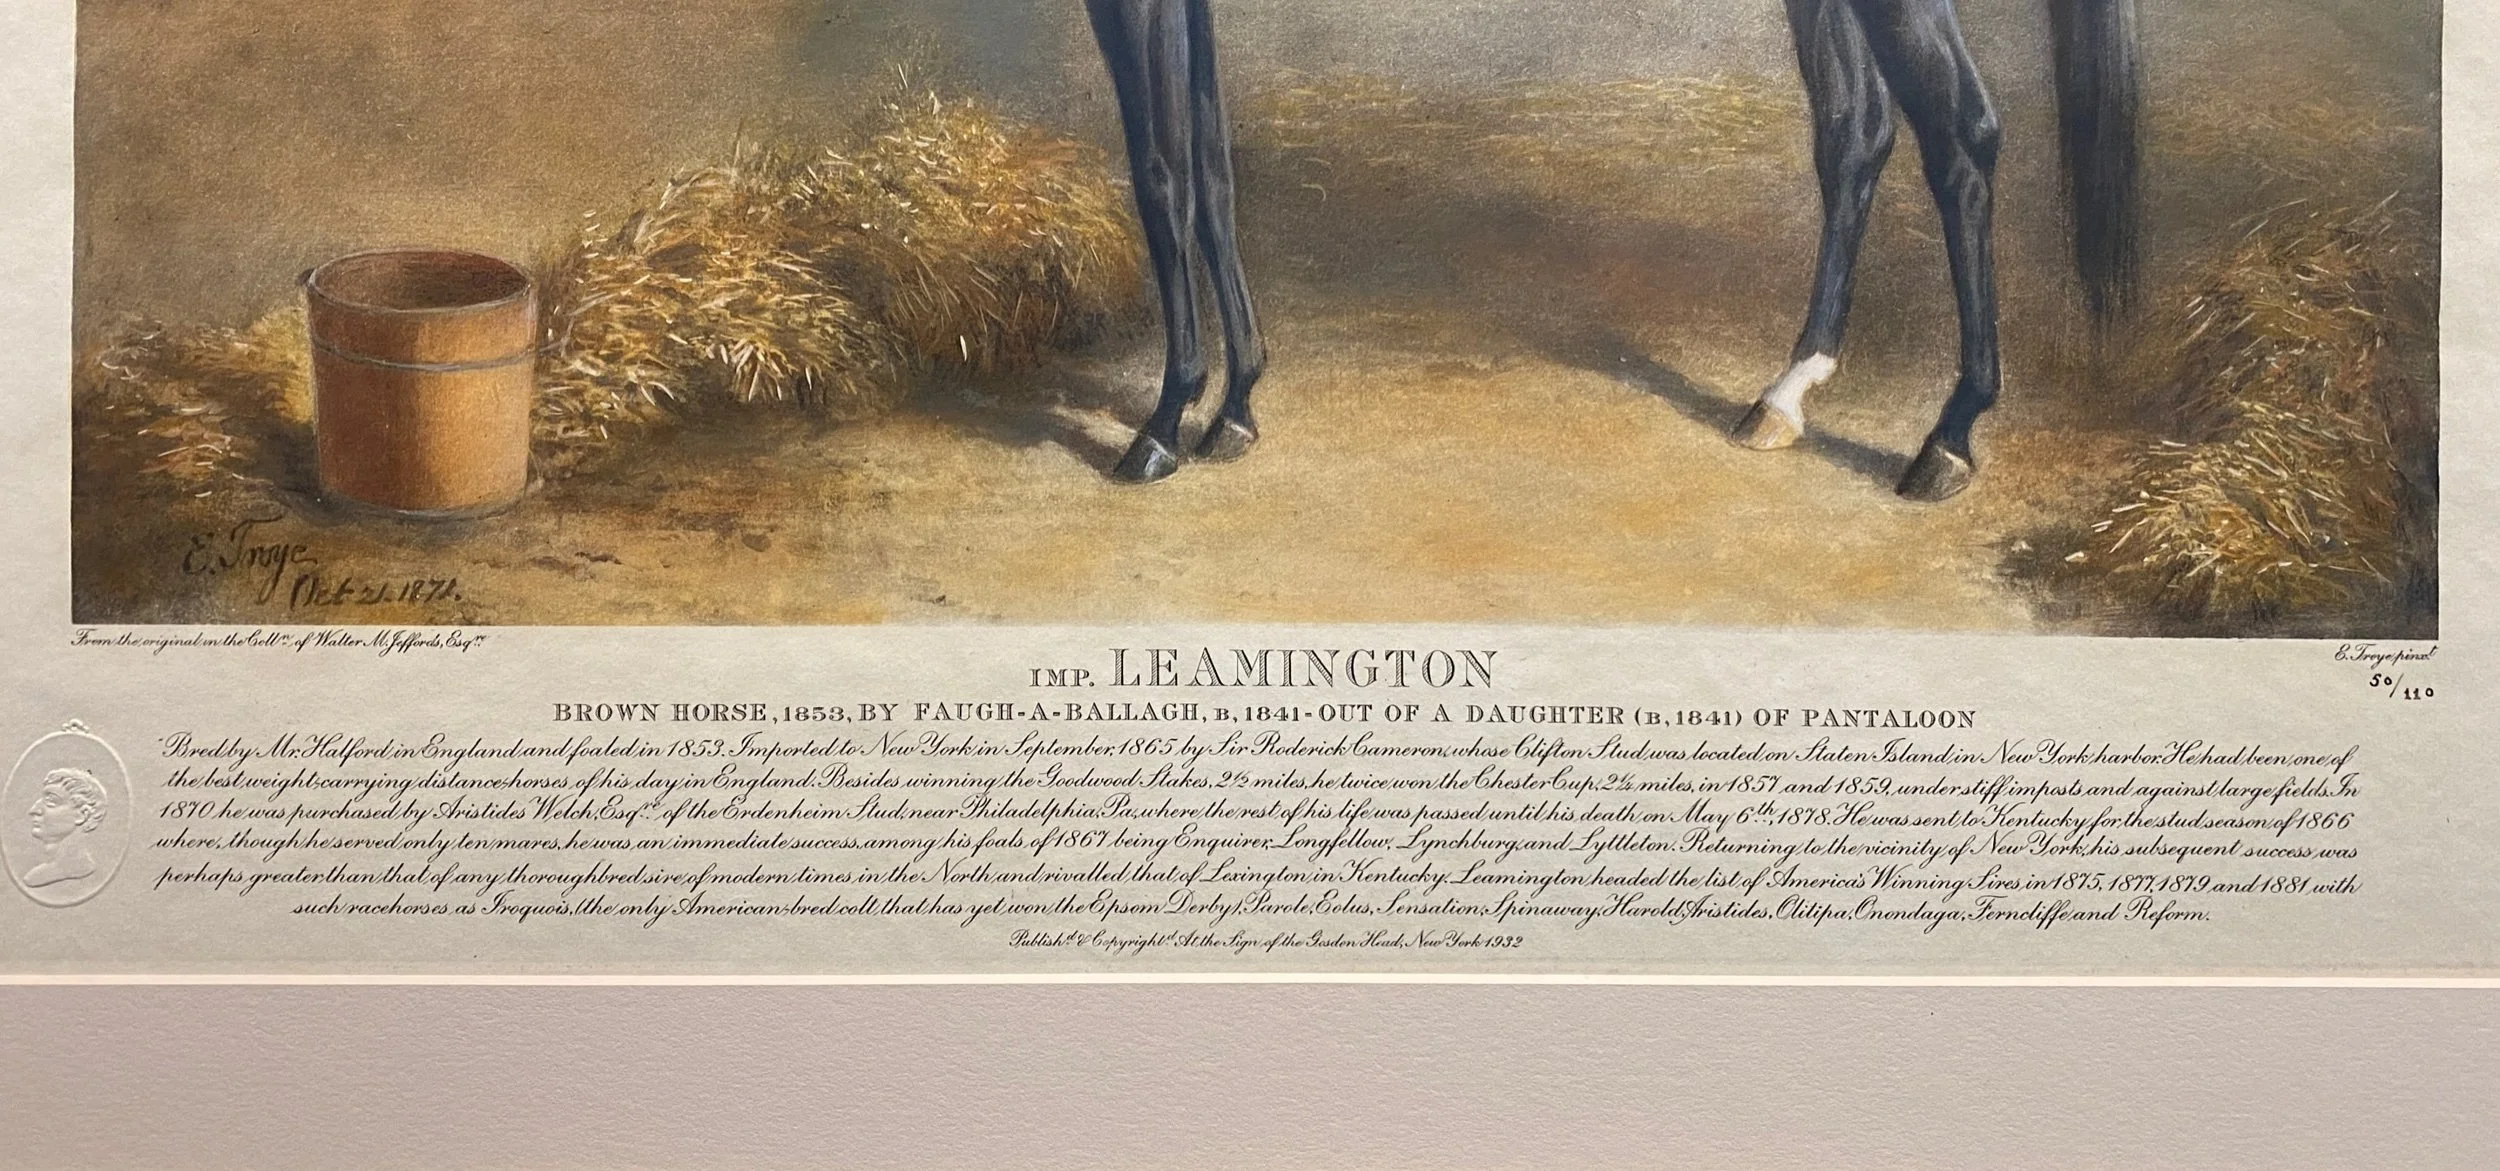 E. Troye
Oct 21. 1871.
From the original in the Collⁿ. of Walter M. Jeffords, Esqʳᵉ.
E. Troye pinxᵗ
50/110
IMP. LEAMINGTON
BROWN HORSE, 1853, BY FAUGH-A-BALLAGH, B, 1841 - OUT OF A DAUGHTER (B, 1841) OF PANTALOON
Bred by Mr. Halford in England and foaled in 1853. Imported to New York in September, 1865 by Sir Roderick Cameron, whose Clifton Stud was located on Staten Island in New York harbor. He had been one of
the best weight-carrying distance-horses of his day in England. Besides winning the Goodwood Stakes, 2½ miles, he twice won the Chester Cup, 2¼ miles, in 1857 and 1859, under stiff imposts and against large fields. In
1870 he was purchased by Aristides Welch, Esqʳᵉ. of the Erdenheim Stud, near Philadelphia, Pa, where the rest of his life was passed until his death on May 6ᵗʰ, 1878. He was sent to Kentucky for the stud season of 1866
where, though he served only ten mares, he was an immediate success, among his foals of 1867 being Enquirer, Longfellow, Lynchburg, and Lyttleton. Returning to the vicinity of New York, his subsequent success was
perhaps greater than that of any thoroughbred sire of modern times in the North and rivalled that of Lexington in Kentucky. Leamington headed the list of America's Winning Sires in 1875, 1877, 1879 and 1881 with
such racehorses as Iroquois, (the only American-bred colt that has yet won the Epsom Derby), Parole, Eolus, Sensation, Spinaway, Harold, Aristides, Olitipa, Onondaga, Ferncliffe and Reform.
Publishᵈ & Copyrightᵈ At the Sign of the Gosden Head, New York 1932